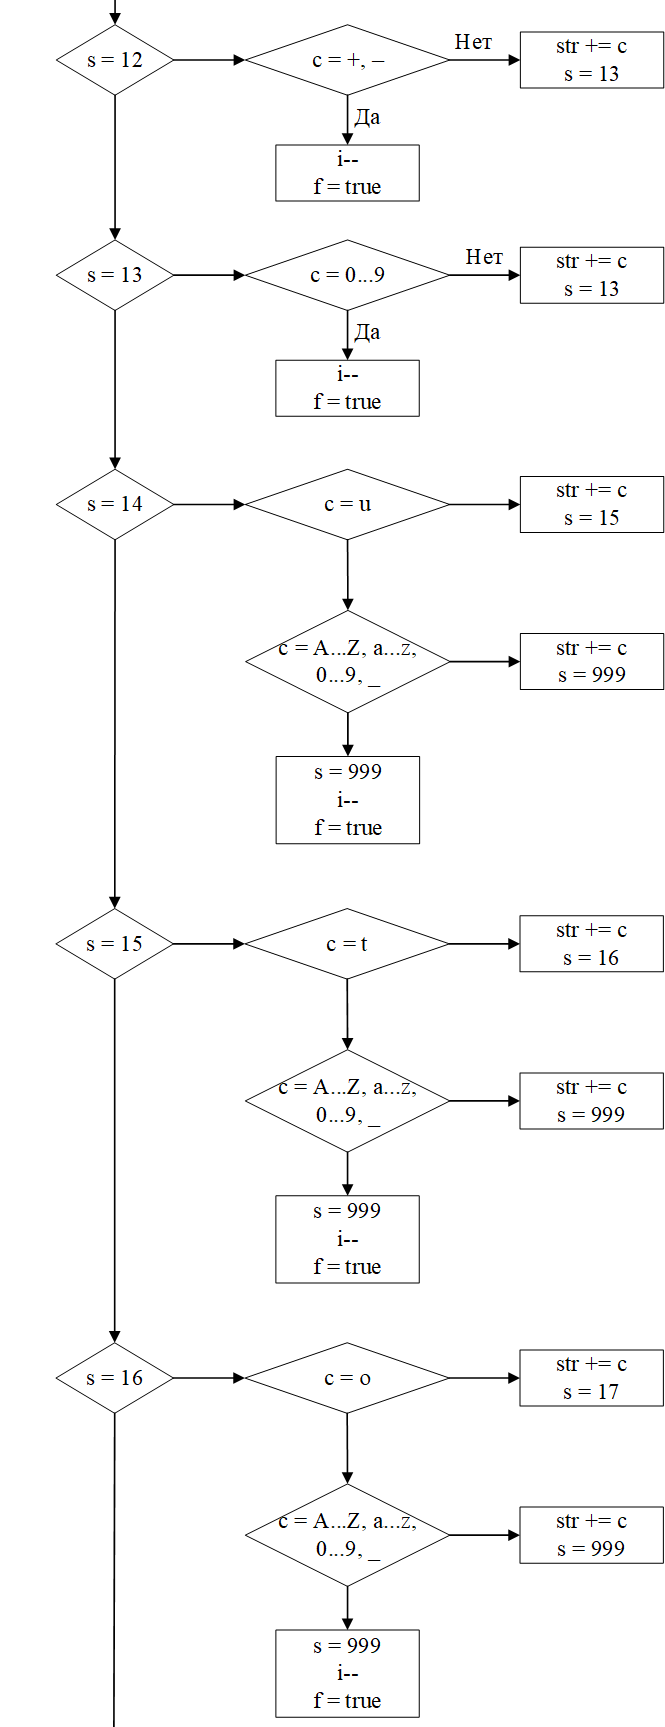 s = 12
c = +, –
Нет
str += c
s = 13
Да
i--
f = true
s = 13
c = 0...9
Нет
str += c
s = 13
Да
i--
f = true
s = 14
c = u
str += c
s = 15
c = A...Z, a...z,
0...9, _
str += c
s = 999
s = 999
i--
f = true
s = 15
c = t
str += c
s = 16
c = A...Z, a...z,
0...9, _
str += c
s = 999
s = 999
i--
f = true
s = 16
c = o
str += c
s = 17
c = A...Z, a...z,
0...9, _
str += c
s = 999
s = 999
i--
f = true